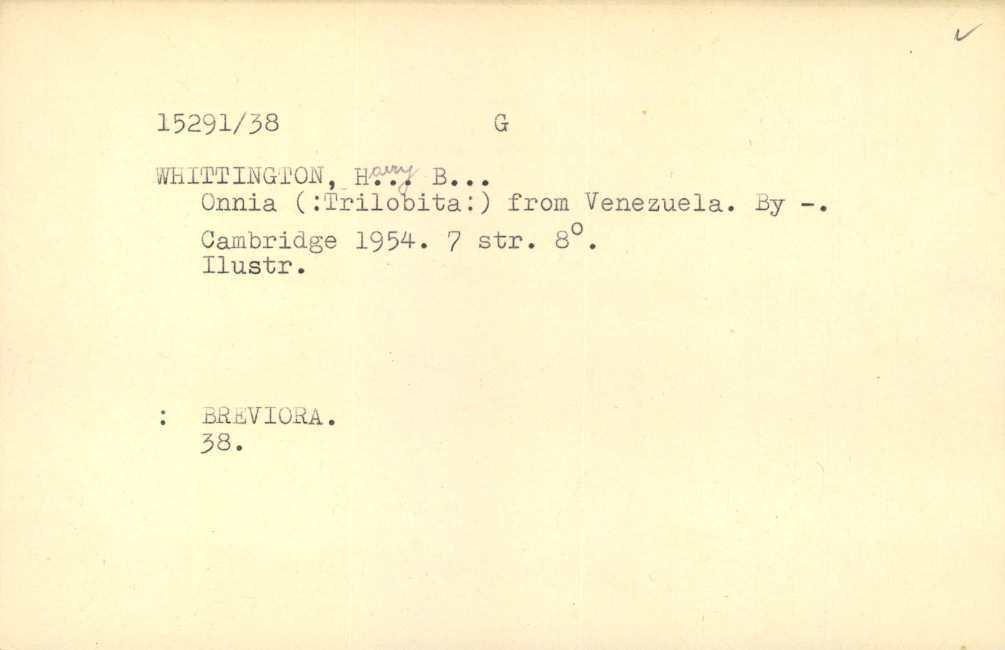 15291/38 G
WHITTINGTON, Harry B...
Onnia (:Trilobita:) from Venezuela. By -.
Cambridge 1954. 7 str. 8°.
Ilustr.
: BREVIORA.
38.